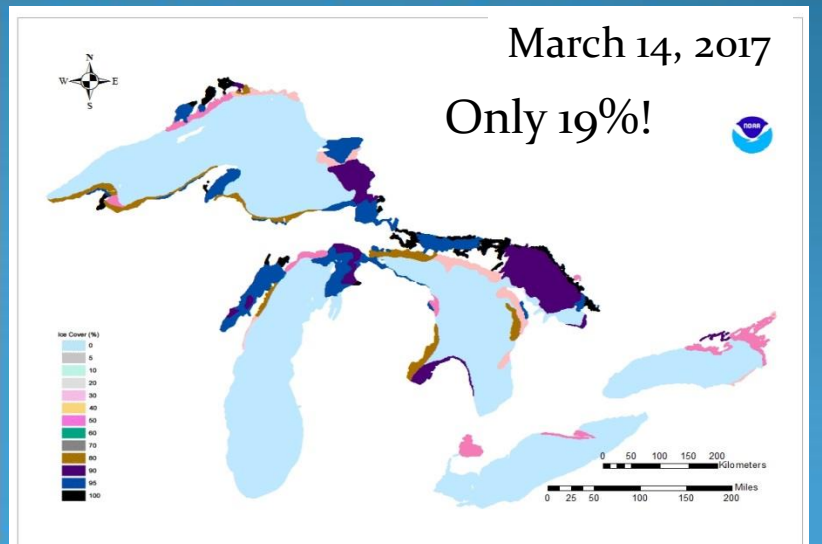 March 14, 2017
Only 19%!
N
W E
S
NOAA
Ice Cover (%)
0
5
10
20
30
40
50
60
70
80
90
95
100
0 50 100 150 200
Kilometers
Miles
0 25 50 100 150 200